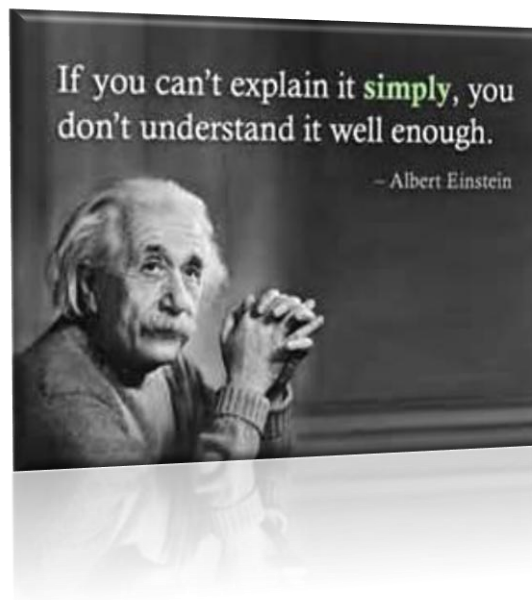 If you can't explain it simply, you
don't understand it well enough.
– Albert Einstein